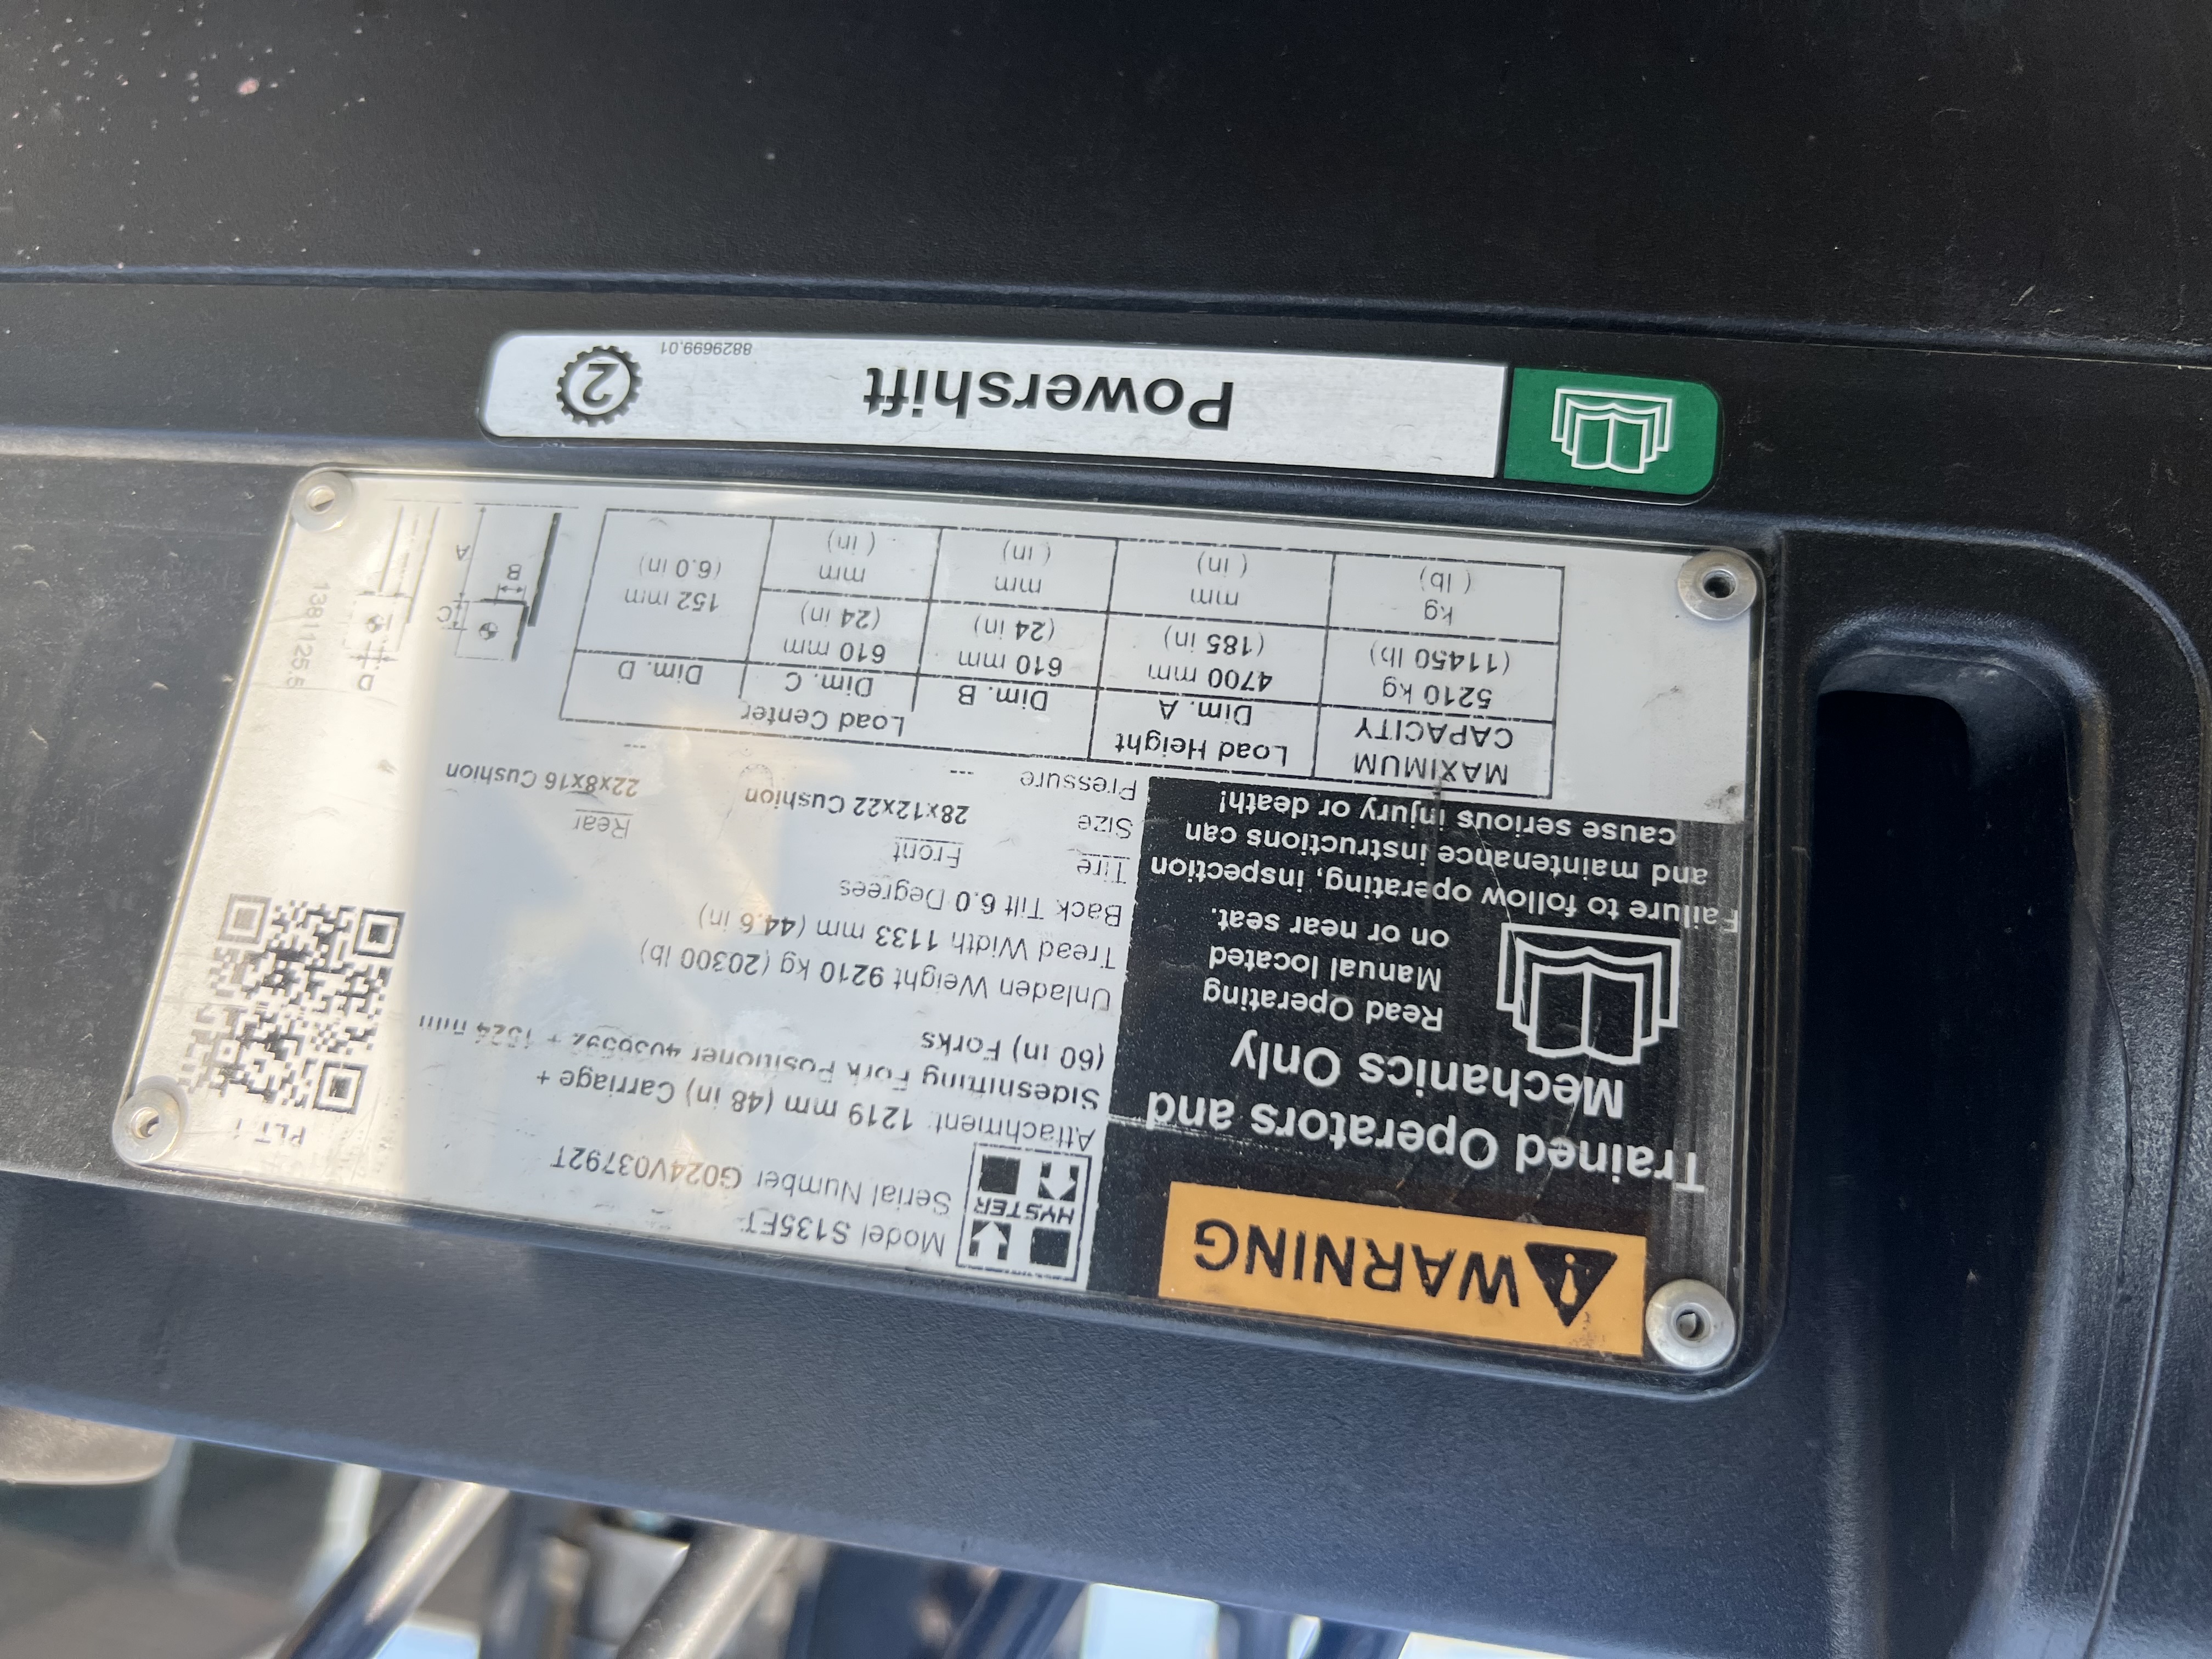 WARNING
Trained Operators and
Mechanics Only
Read Operating
Manual located
on or near seat.
Failure to follow operating, inspection
and maintenance instructions can
cause serious injury or death!
HYSTER
Model S135FT
Serial Number G024V03792T
Attachment: 1219 mm (48 in) Carriage +
Sideshifting Fork Positioner 4036592 + 1524 mm
(60 in) Forks
Unladen Weight 9210 kg (20300 lb)
Tread Width 1133 mm (44.6 in)
Back Tilt 6.0 Degrees
Tire Front Rear
Size 28x12x22 Cushion 22x8x16 Cushion
Pressure --- ---
MAXIMUM CAPACITY Load Height Load Center
Dim. A Dim. B Dim. C Dim. D
5210 kg 4700 mm 610 mm 610 mm 152 mm
(11450 lb) (185 in) (24 in) (24 in) (6.0 in)
kg mm mm mm
( lb) ( in) ( in) ( in)
PLT
D
C
B
A
Powershift
2
8829699.01